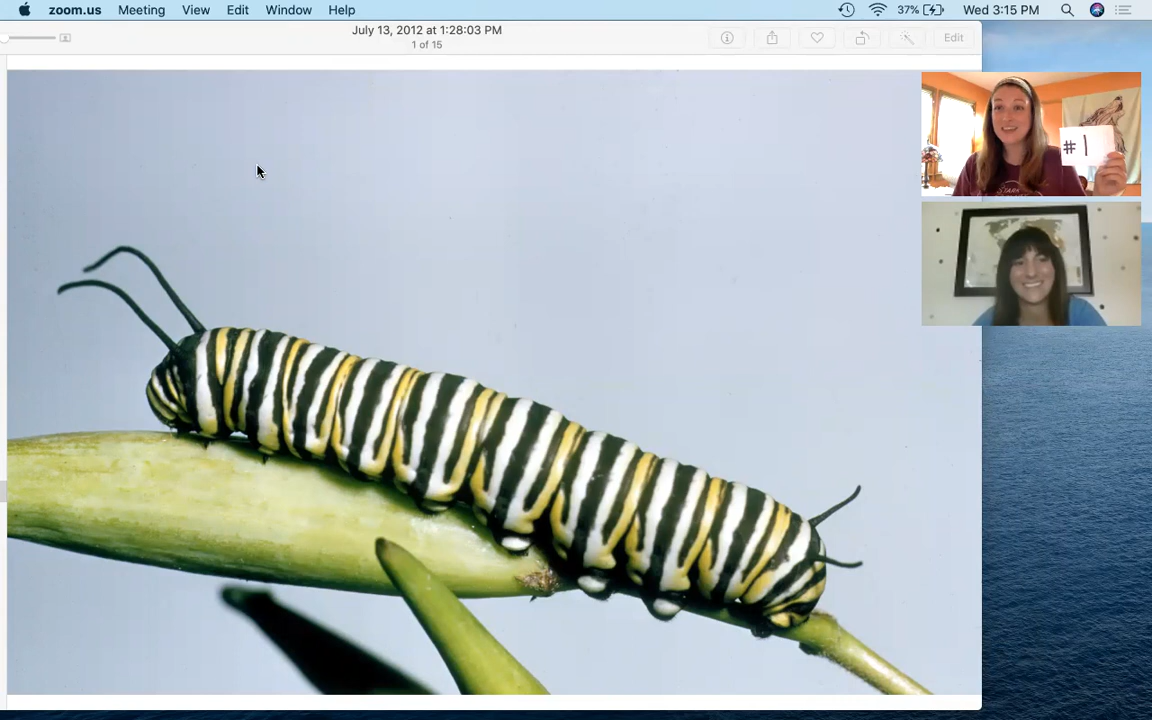 zoom.us Meeting View Edit Window Help 37% Wed 3:15 PM
July 13, 2012 at 1:28:03 PM
1 of 15
Edit
#1